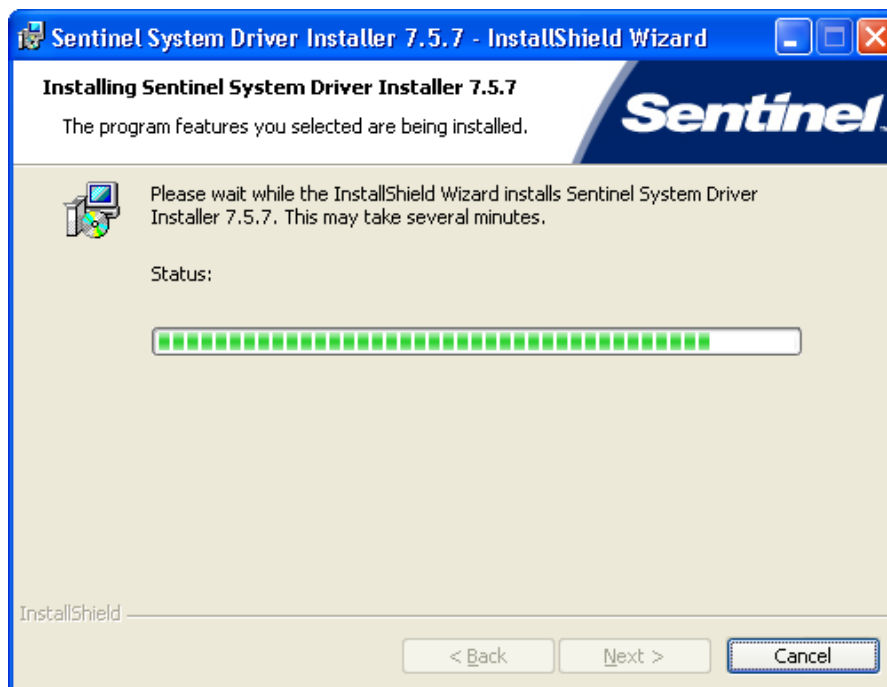 Sentinel System Driver Installer 7.5.7 - InstallShield Wizard
Installing Sentinel System Driver Installer 7.5.7
The program features you selected are being installed.
Sentinel
Please wait while the InstallShield Wizard installs Sentinel System Driver
Installer 7.5.7. This may take several minutes.
Status:
InstallShield
< Back
Next >
Cancel